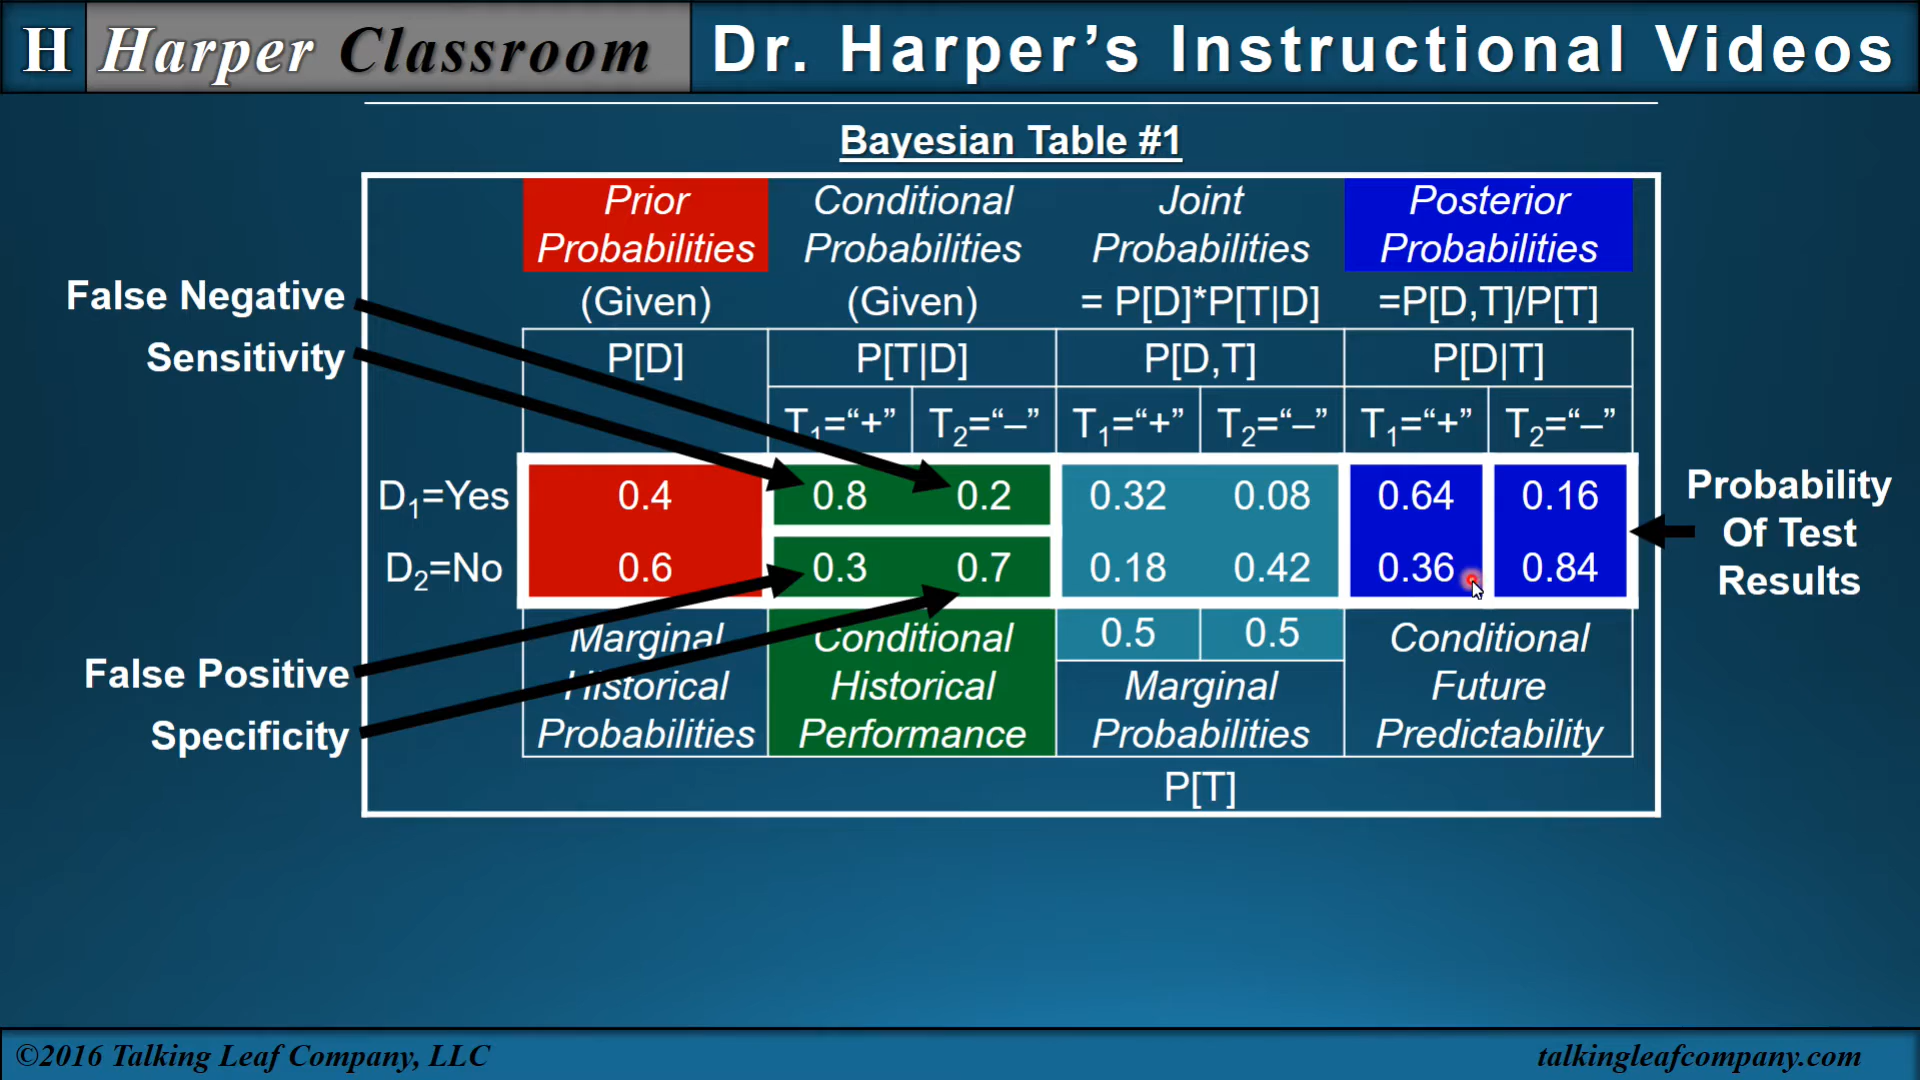 H Harper Classroom Dr. Harper’s Instructional Videos
Bayesian Table #1
Prior Probabilities
Conditional Probabilities
Joint Probabilities
Posterior Probabilities
(Given) (Given) = P[D]*P[T|D] =P[D,T]/P[T]
P[D] P[T|D] P[D,T] P[D|T]
T1=“+” T2=“–” T1=“+” T2=“–” T1=“+” T2=“–”
D1=Yes 0.4 0.8 0.2 0.32 0.08 0.64 0.16
D2=No 0.6 0.3 0.7 0.18 0.42 0.36 0.84
0.5 0.5
Marginal Historical Probabilities
Conditional Historical Performance
Marginal Probabilities
Conditional Future Predictability
P[T]
False Negative
Sensitivity
False Positive
Specificity
Probability
Of Test
Results
©2016 Talking Leaf Company, LLC
talkingleafcompany.com